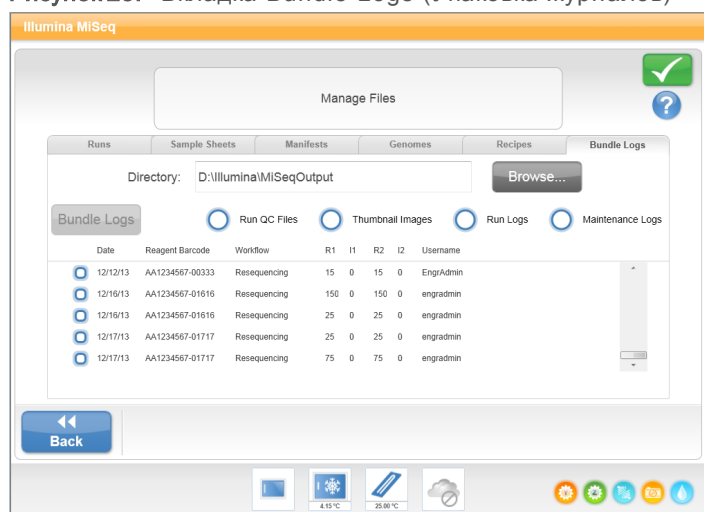 Вкладка Bundle Logs (Упаковка журналов)
Illumina MiSeq
Manage Files
Runs Sample Sheets Manifests Genomes Recipes Bundle Logs
Directory: D:\Illumina\MiSeqOutput Browse...
Bundle Logs Run QC Files Thumbnail Images Run Logs Maintenance Logs
Date Reagent Barcode Workflow R1 I1 R2 I2 Username
12/12/13 AA1234567-00333 Resequencing 15 0 15 0 EngrAdmin
12/16/13 AA1234567-01616 Resequencing 150 0 150 0 engradmin
12/16/13 AA1234567-01616 Resequencing 25 0 25 0 engradmin
12/17/13 AA1234567-01717 Resequencing 25 0 25 0 engradmin
12/17/13 AA1234567-01717 Resequencing 75 0 75 0 engradmin
Back
4.15 °C 25.00 °C